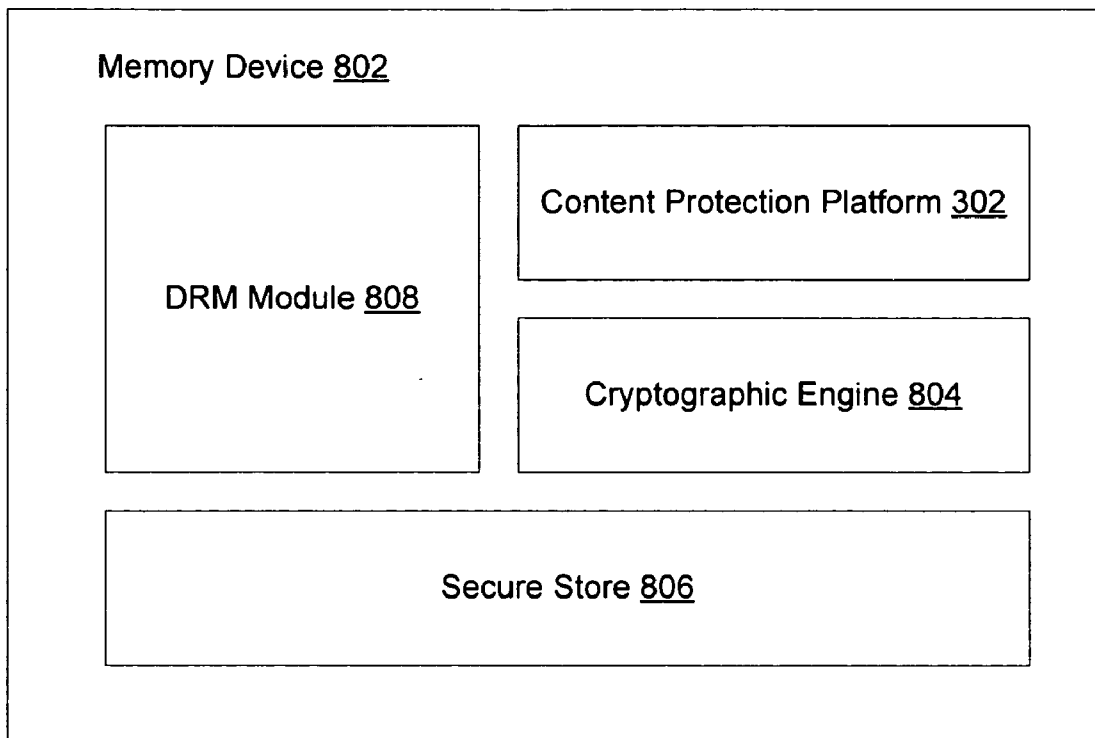 Memory Device 802
Content Protection Platform 302
DRM Module 808
Cryptographic Engine 804
Secure Store 806